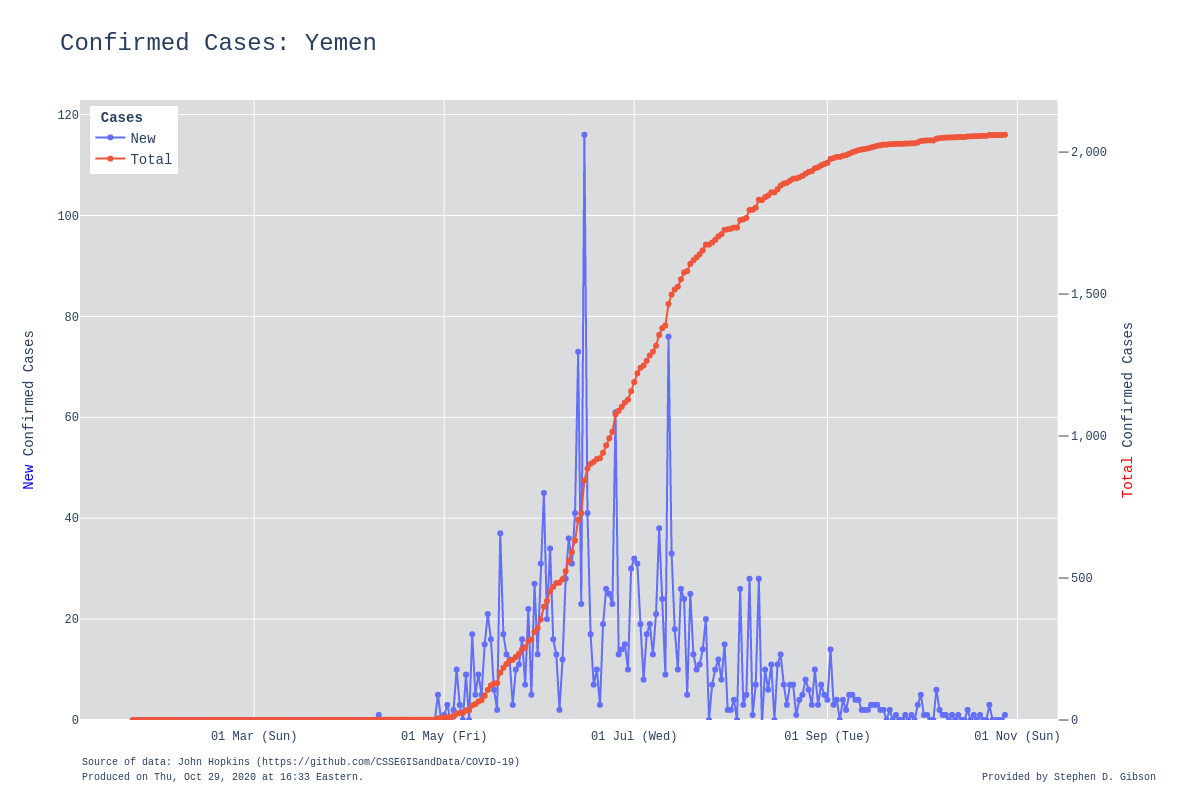 Confirmed Cases: Yemen
Cases
New
Total
120
100
80
60
40
20
0
New Confirmed Cases
2,000
1,500
1,000
500
0
Total Confirmed Cases
01 Mar (Sun)
01 May (Fri)
01 Jul (Wed)
01 Sep (Tue)
01 Nov (Sun)
Source of data: John Hopkins (https://github.com/CSSEGISandData/COVID-19)
Produced on Thu, Oct 29, 2020 at 16:33 Eastern.
Provided by Stephen D. Gibson